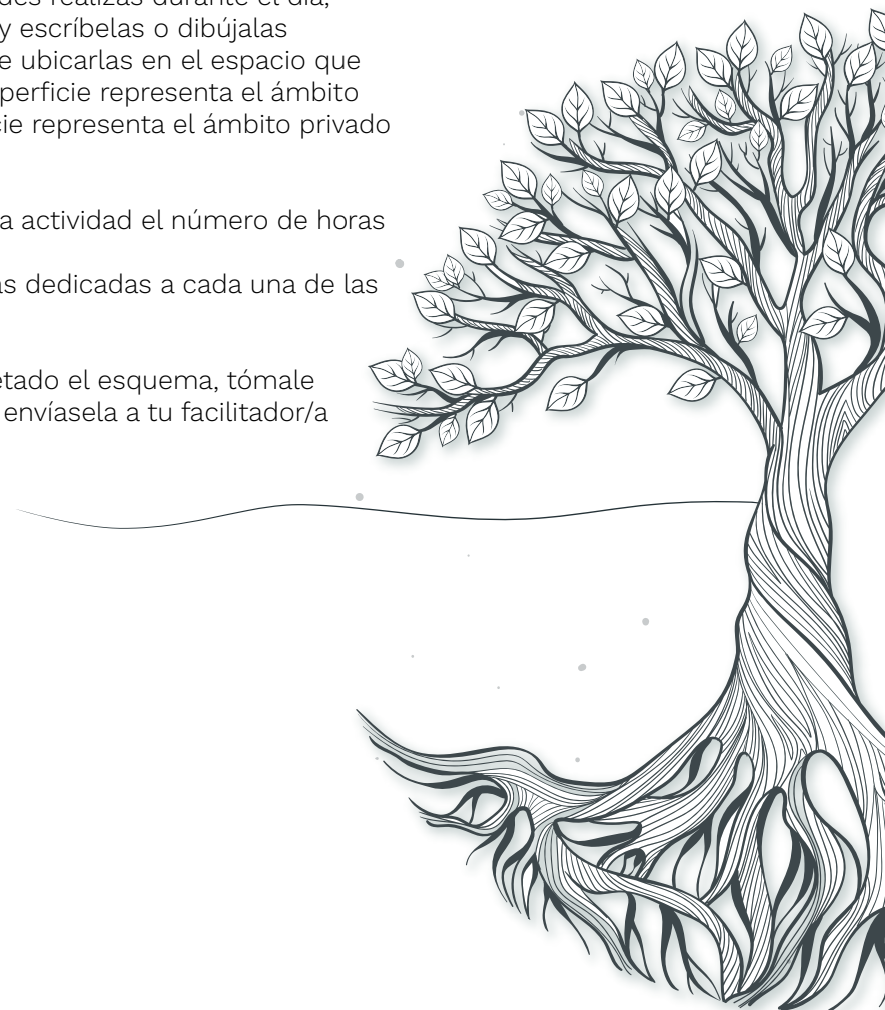 des realizas durante el día,
y escríbelas o dibújalas
e ubicarlas en el espacio que
perficie representa el ámbito
cie representa el ámbito privado
a actividad el número de horas
as dedicadas a cada una de las
etado el esquema, tómale
envíasela a tu facilitador/a